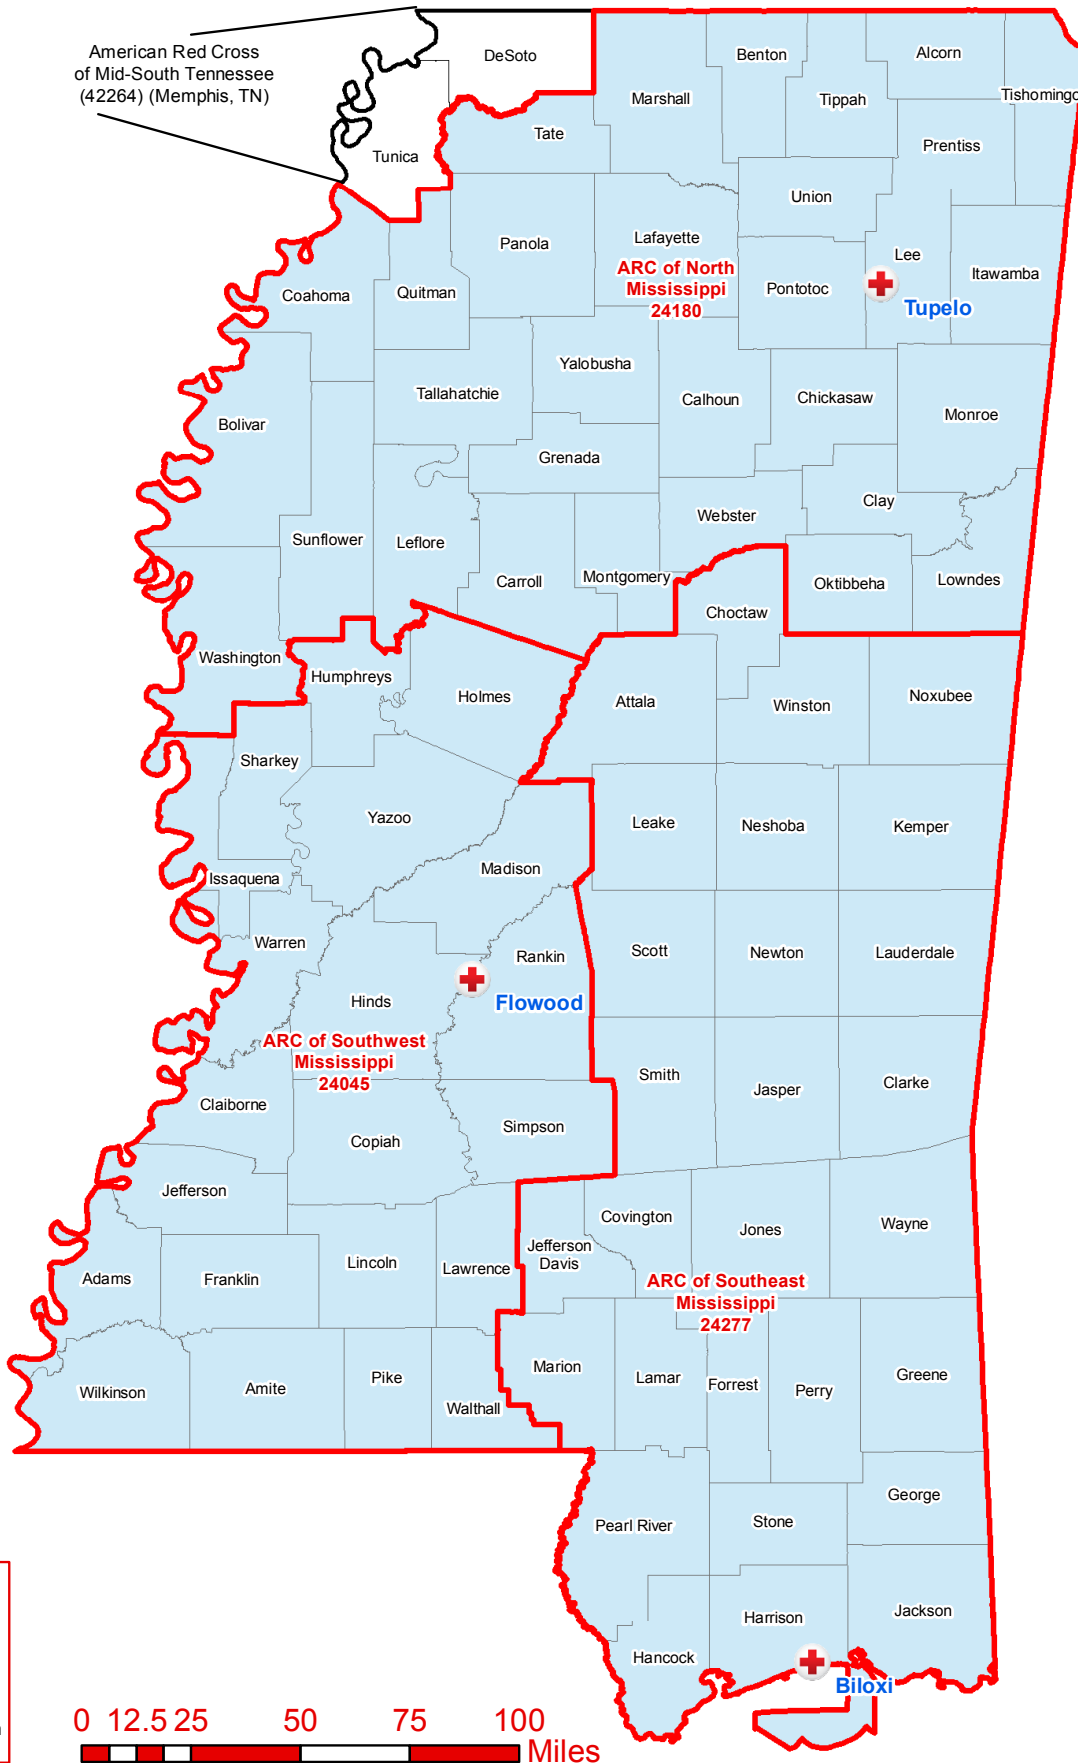 American Red Cross
of Mid-South Tennessee
(42264) (Memphis, TN)
DeSoto
Tunica
Benton
Alcorn
Marshall
Tippah
Tishomingo
Tate
Prentiss
Union
Panola
Lafayette
Lee
ARC of North
Mississippi
24180
Itawamba
Coahoma
Quitman
Pontotoc
Tupelo
Yalobusha
Tallahatchie
Calhoun
Chickasaw
Monroe
Bolivar
Grenada
Clay
Webster
Sunflower
Leflore
Carroll
Montgomery
Oktibbeha
Lowndes
Choctaw
Washington
Humphreys
Holmes
Attala
Winston
Noxubee
Sharkey
Yazoo
Leake
Neshoba
Kemper
Madison
Issaquena
Warren
Rankin
Scott
Newton
Lauderdale
Hinds
Flowood
ARC of Southwest
Mississippi
24045
Smith
Jasper
Clarke
Claiborne
Copiah
Simpson
Jefferson
Covington
Jones
Wayne
Jefferson
Davis
Adams
Franklin
Lincoln
Lawrence
ARC of Southeast
Mississippi
24277
Marion
Lamar
Forrest
Perry
Greene
Wilkinson
Amite
Pike
Walthall
George
Pearl River
Stone
Harrison
Jackson
Hancock
Biloxi
0 12.5 25 50 75 100
Miles